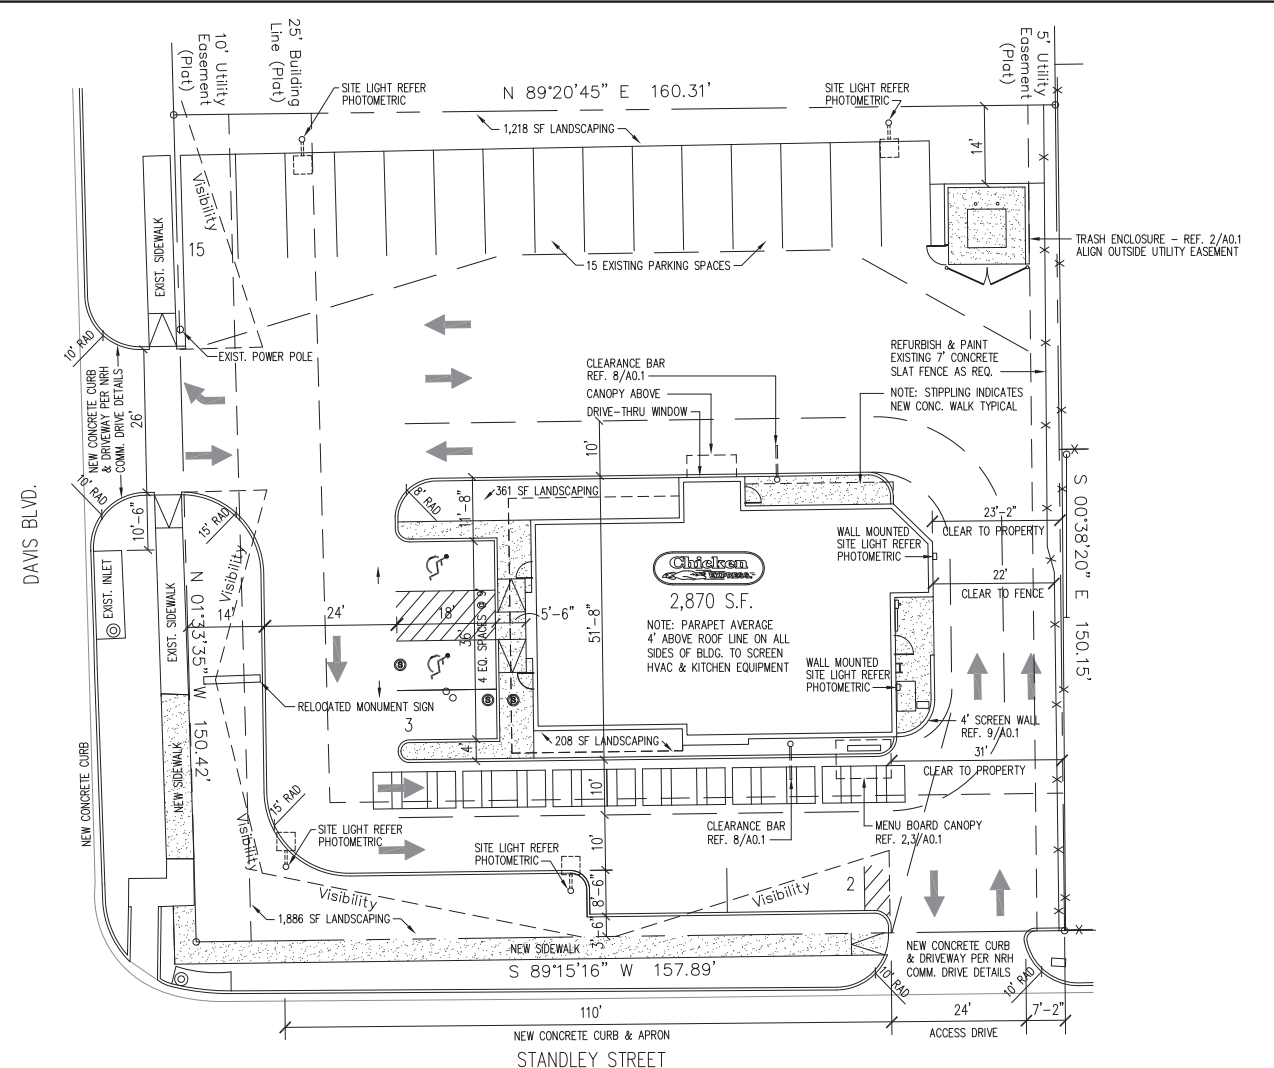 10' Utility
Easement
(Plat)
25' Building
Line (Plat)
SITE LIGHT REFER
PHOTOMETRIC
N 89°20'45" E 160.31'
SITE LIGHT REFER
PHOTOMETRIC
5' Utility
Easement
(Plat)
1,218 SF LANDSCAPING
14'
Visibility
EXIST. SIDEWALK
15
TRASH ENCLOSURE - REF. 2/A0.1
ALIGN OUTSIDE UTILITY EASEMENT
15 EXISTING PARKING SPACES
10' RAD
EXIST. POWER POLE
REFURBISH & PAINT
EXISTING 7' CONCRETE
SLAT FENCE AS REQ.
CLEARANCE BAR
REF. 8/A0.1
CANOPY ABOVE
DRIVE-THRU WINDOW
NOTE: STIPPLING INDICATES
NEW CONC. WALK TYPICAL
NEW CONCRETE CURB
& DRIVEWAY PER NRH
COMM. DRIVE DETAILS
26'
10'
DAVIS BLVD.
10' RAD
10'-6"
15' RAD
8' RAD
11'-8"
361 SF LANDSCAPING
S 00°38'20" E 150.15'
23'-2"
CLEAR TO PROPERTY
WALL MOUNTED
SITE LIGHT REFER
PHOTOMETRIC
Chicken
EXPRESS
2,870 S.F.
NOTE: PARAPET AVERAGE
4' ABOVE ROOF LINE ON ALL
SIDES OF BLDG. TO SCREEN
HVAC & KITCHEN EQUIPMENT
22'
CLEAR TO FENCE
EXIST. INLET
EXIST. SIDEWALK
N 01°33'35" W 150.42'
Visibility
14'
24'
18'
5'-6"
36'
4 EQ. SPACES @ 9'
51'-8"
WALL MOUNTED
SITE LIGHT REFER
PHOTOMETRIC
S
S
S
RELOCATED MONUMENT SIGN
3
4' SCREEN WALL
REF. 9/A0.1
31'
CLEAR TO PROPERTY
208 SF LANDSCAPING
4'
NEW CONCRETE CURB
NEW SIDEWALK
10'
15' RAD
Visibility
SITE LIGHT REFER
PHOTOMETRIC
SITE LIGHT REFER
PHOTOMETRIC
CLEARANCE BAR
REF. 8/A0.1
MENU BOARD CANOPY
REF. 2,3/A0.1
10'
Visibility
8'-6"
Visibility
2
1,886 SF LANDSCAPING
3'-6"
NEW SIDEWALK
S 89°15'16" W 157.89'
NEW CONCRETE CURB
& DRIVEWAY PER NRH
COMM. DRIVE DETAILS
10' RAD
10' RAD
110'
24'
7'-2"
NEW CONCRETE CURB & APRON
ACCESS DRIVE
STANDLEY STREET